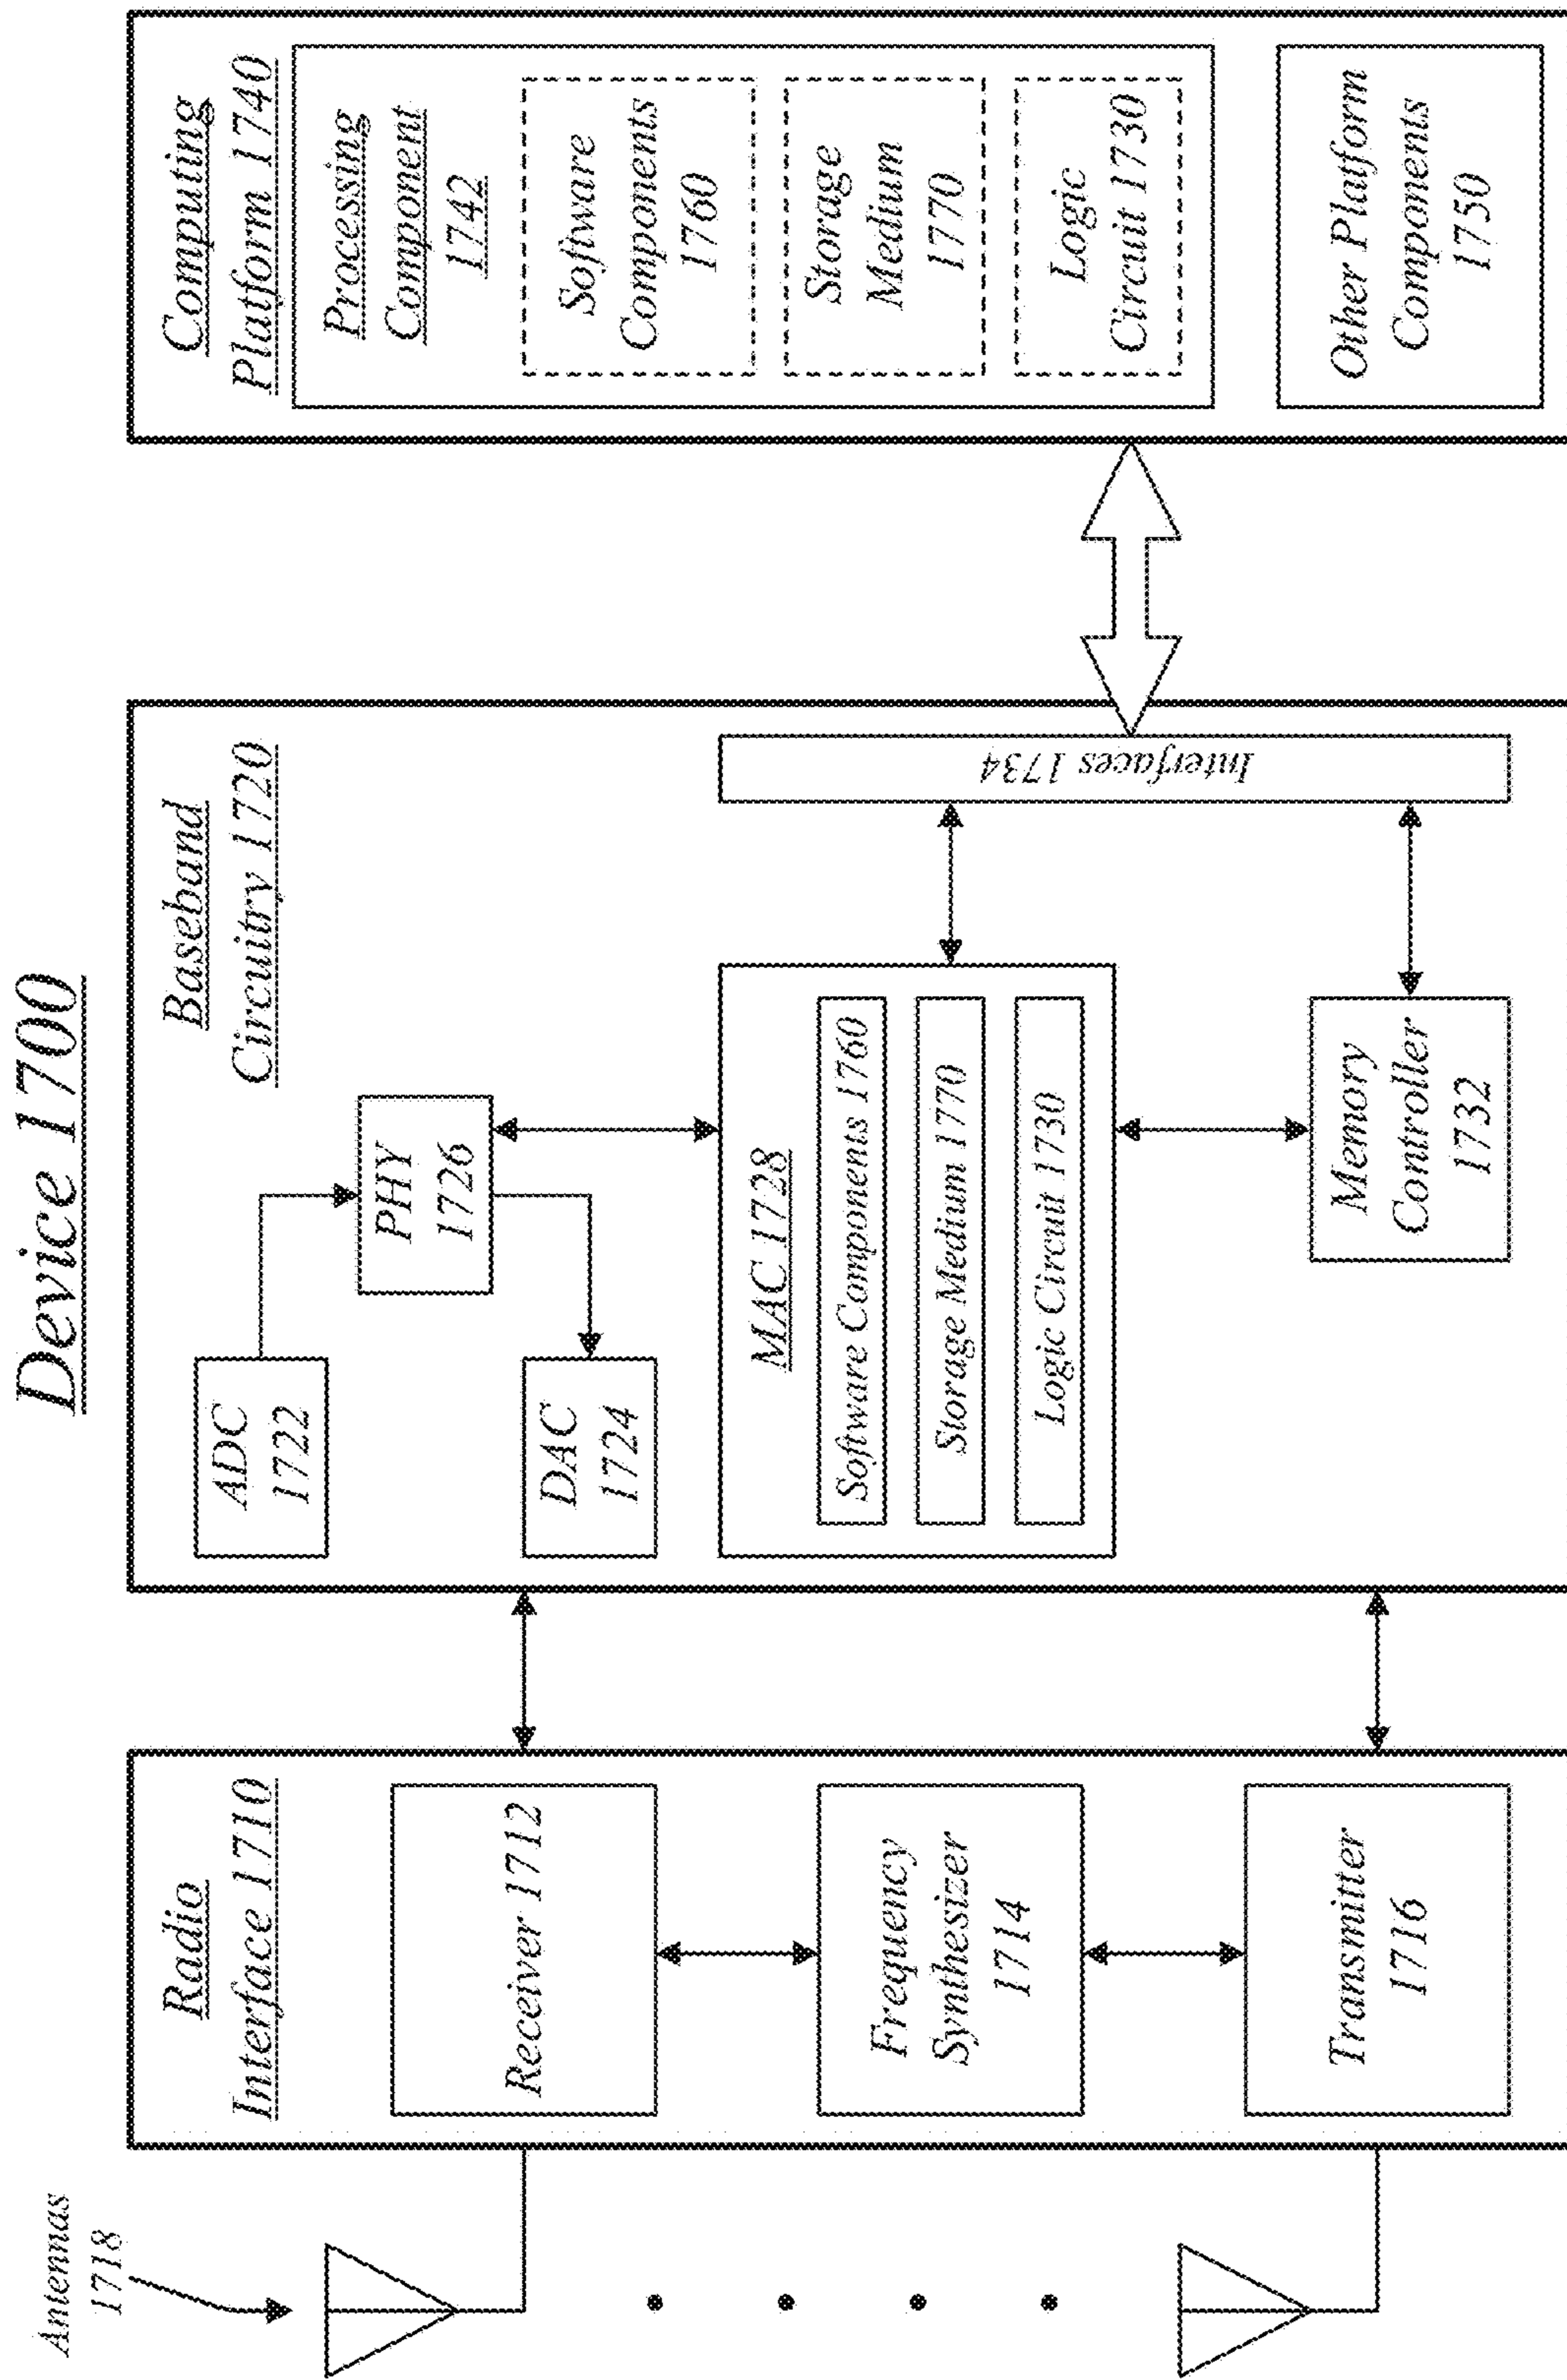 Device 1700
Antennas
1718
Radio
Interface 1710
Receiver 1712
Frequency
Synthesizer
1714
Transmitter
1716
Baseband
Circuitry 1720
ADC
1722
PHY
1726
DAC
1724
MAC 1728
Software Components 1760
Storage Medium 1770
Logic Circuit 1730
Memory
Controller
1732
Interfaces 1734
Computing
Platform 1740
Processing
Component
1742
Software
Components
1760
Storage
Medium
1770
Logic
Circuit 1730
Other Platform
Components
1750